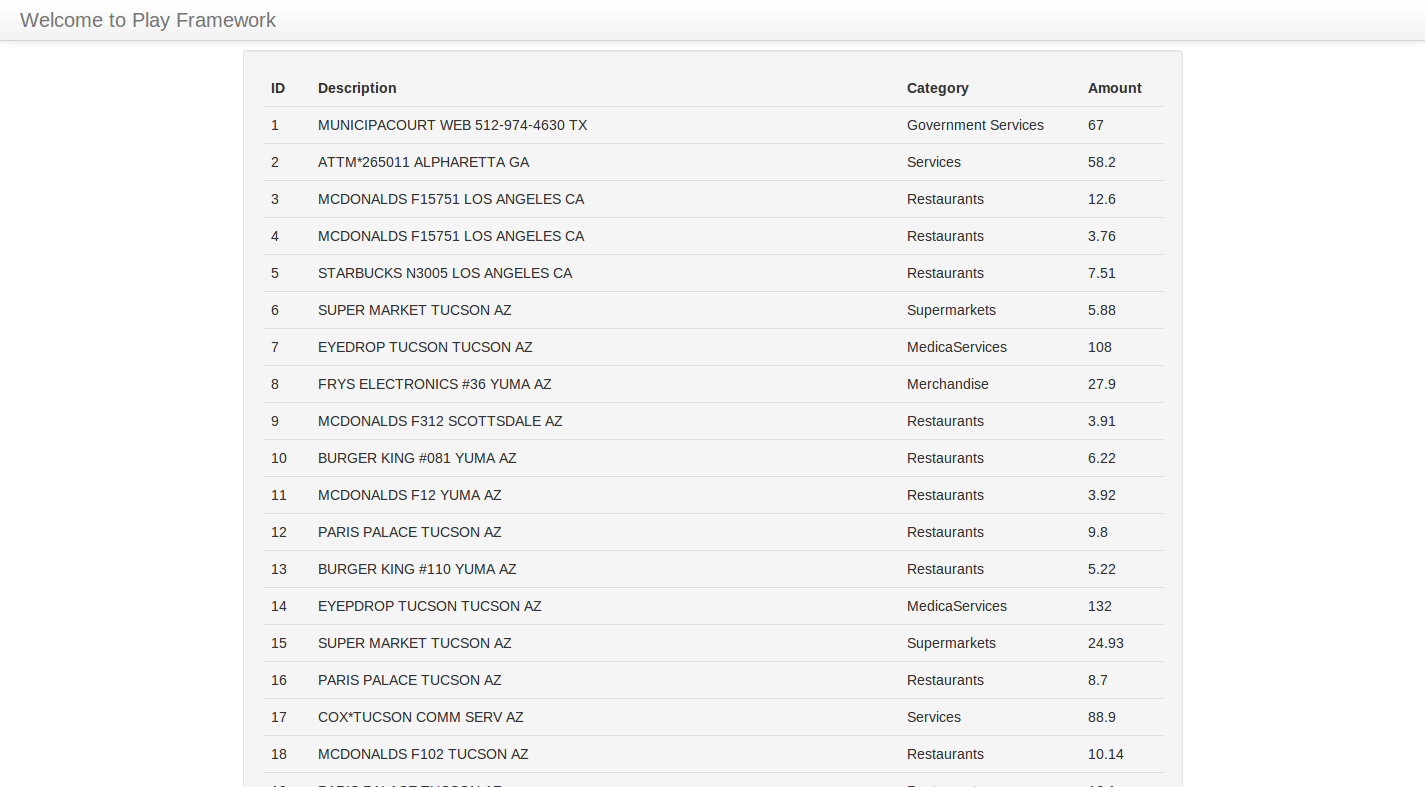 Welcome to Play Framework
ID Description Category Amount
1 MUNICIPACOURT WEB 512-974-4630 TX Government Services 67
2 ATTM*265011 ALPHARETTA GA Services 58.2
3 MCDONALDS F15751 LOS ANGELES CA Restaurants 12.6
4 MCDONALDS F15751 LOS ANGELES CA Restaurants 3.76
5 STARBUCKS N3005 LOS ANGELES CA Restaurants 7.51
6 SUPER MARKET TUCSON AZ Supermarkets 5.88
7 EYEDROP TUCSON TUCSON AZ MedicaServices 108
8 FRYS ELECTRONICS #36 YUMA AZ Merchandise 27.9
9 MCDONALDS F312 SCOTTSDALE AZ Restaurants 3.91
10 BURGER KING #081 YUMA AZ Restaurants 6.22
11 MCDONALDS F12 YUMA AZ Restaurants 3.92
12 PARIS PALACE TUCSON AZ Restaurants 9.8
13 BURGER KING #110 YUMA AZ Restaurants 5.22
14 EYEPDROP TUCSON TUCSON AZ MedicaServices 132
15 SUPER MARKET TUCSON AZ Supermarkets 24.93
16 PARIS PALACE TUCSON AZ Restaurants 8.7
17 COX*TUCSON COMM SERV AZ Services 88.9
18 MCDONALDS F102 TUCSON AZ Restaurants 10.14